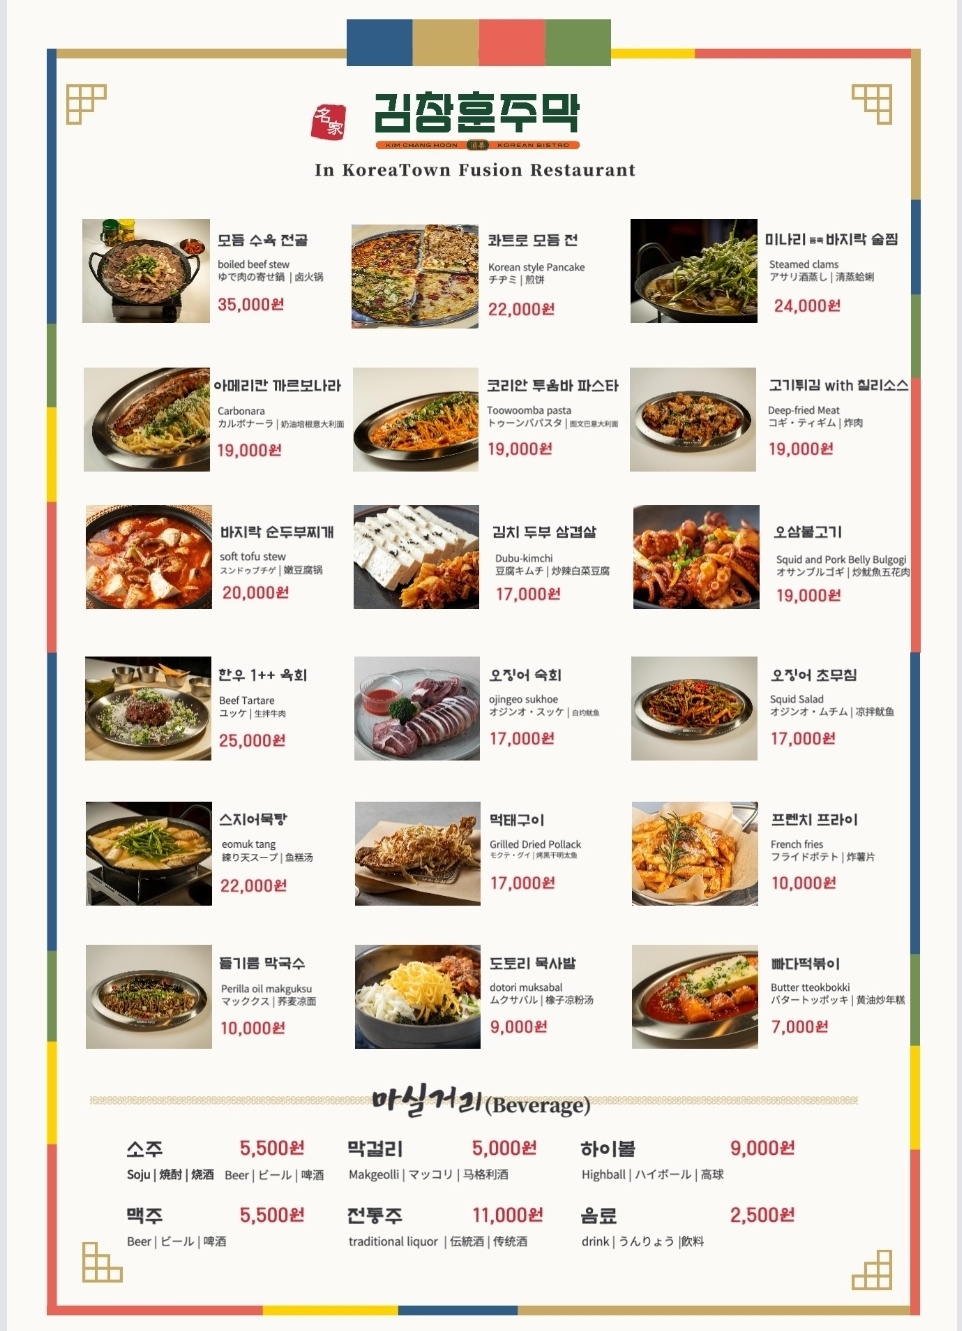 名家
김창훈주막
KIM CHANG HOON KOREAN BISTRO
In KoreaTown Fusion Restaurant
모듬 수육 전골
boiled beef stew
ゆで肉の寄せ鍋 | 卤火锅
35,000원
콰트로 모듬 전
Korean style Pancake
チヂミ | 煎饼
22,000원
미나리 듬뿍 바지락 술찜
Steamed clams
アサリ酒蒸し | 清蒸蛤蜊
24,000원
아메리칸 까르보나라
Carbonara
カルボナーラ | 奶油培根意大利面
19,000원
코리안 투움바 파스타
Toowoomba pasta
トゥーンバパスタ | 图文巴意大利面
19,000원
고기튀김 with 칠리소스
Deep-fried Meat
コギ・ティギム | 炸肉
19,000원
바지락 순두부찌개
soft tofu stew
スンドゥブチゲ | 嫩豆腐锅
20,000원
김치 두부 삼겹살
Dubu-kimchi
豆腐キムチ | 炒辣白菜豆腐
17,000원
오삼불고기
Squid and Pork Belly Bulgogi
オサンブルゴギ | 炒魷魚五花肉
19,000원
한우 1++ 육회
Beef Tartare
ユッケ | 生拌牛肉
25,000원
오징어 숙회
ojingeo sukhoe
オジンオ・スッケ | 白灼鱿鱼
17,000원
오징어 초무침
Squid Salad
オジンオ・ムチム | 凉拌鱿鱼
17,000원
스지어묵탕
eomuk tang
練り天スープ | 鱼糕汤
22,000원
먹태구이
Grilled Dried Pollack
モクテ・グイ | 烤黑干明太鱼
17,000원
프렌치 프라이
French fries
フライドポテト | 炸薯片
10,000원
들기름 막국수
Perilla oil makguksu
マッククス | 荞麦凉面
10,000원
도토리 묵사발
dotori muksabal
ムクサバル | 橡子凉粉汤
9,000원
빠다떡볶이
Butter tteokbokki
バタートッポッキ | 黄油炒年糕
7,000원
마실거리(Beverage)
소주 5,500원
Soju | 焼酎 | 烧酒 Beer | ビール | 啤酒
막걸리 5,000원
Makgeolli | マッコリ | 马格利酒
하이볼 9,000원
Highball | ハイボール | 高球
맥주 5,500원
Beer | ビール | 啤酒
전통주 11,000원
traditional liquor | 伝統酒 | 传统酒
음료 2,500원
drink | うんりょう |飲料